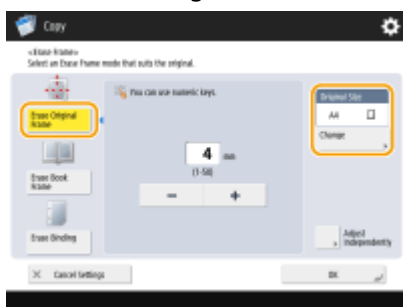 Copy
<Erase Frame>
Select an Erase Frame mode that suits the original.
You can use numeric keys.
Erase Original
Frame
4 mm
(1-50)
Erase Book
Frame
− +
Erase Binding
Original Size
A4
Change
Adjust
Independently
× Cancel Settings
OK